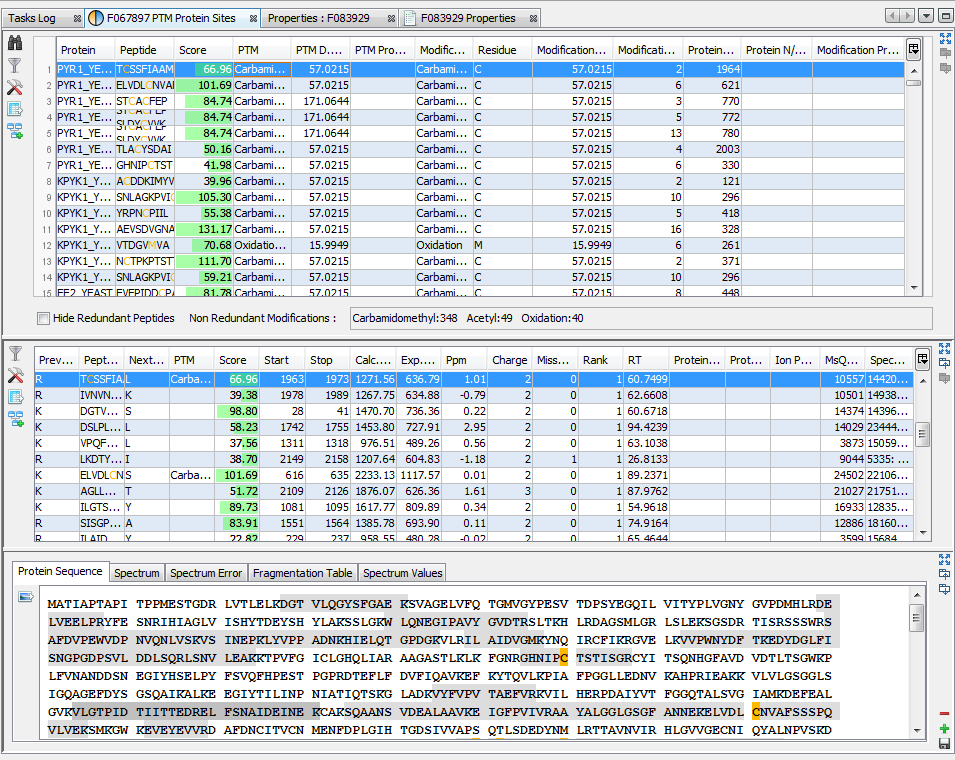 Tasks Log F067897 PTM Protein Sites Properties : F083929 F083929 Properties
Protein Peptide Score PTM PTM D... PTM Pro... Modific... Residue Modification... Modificati... Protein... Protein N/... Modification Pr...
1 PYR1_YE... TCSSFIAAM 66.96 Carbami... 57.0215 Carbami... C 57.0215 2 1964
2 PYR1_YE... ELVDLCNVAI 101.69 Carbami... 57.0215 Carbami... C 57.0215 6 621
3 PYR1_YE... STCACFEP 84.74 Carbami... 171.0644 Carbami... C 57.0215 3 770
4 PYR1_YE... 84.74 Carbami... 171.0644 Carbami... C 57.0215 5 772
5 PYR1_YE... 84.74 Carbami... 171.0644 Carbami... C 57.0215 13 780
6 PYR1_YE... TLACYSDAI 50.16 Carbami... 57.0215 Carbami... C 57.0215 4 2003
7 PYR1_YE... GHNIPCTST 41.98 Carbami... 57.0215 Carbami... C 57.0215 6 330
8 KPYK1_Y... ACDDKIMYV 39.96 Carbami... 57.0215 Carbami... C 57.0215 2 121
9 KPYK1_Y... SNLAGKPVI 105.30 Carbami... 57.0215 Carbami... C 57.0215 10 296
10 KPYK1_Y... YRPNCPIIL 55.38 Carbami... 57.0215 Carbami... C 57.0215 5 418
11 KPYK1_Y... AEVSDVGNA 131.17 Carbami... 57.0215 Carbami... C 57.0215 16 328
12 KPYK1_Y... VTDGVMVA 70.68 Oxidatio... 15.9949 Oxidation M 15.9949 6 261
13 KPYK1_Y... NCTPKPTST 111.70 Carbami... 57.0215 Carbami... C 57.0215 2 371
14 KPYK1_Y... SNLAGKPVI 59.21 Carbami... 57.0215 Carbami... C 57.0215 10 296
15 EF2_YEAST EVEPIDDCPA 81.78 Carbami... 57.0215 Carbami... C 57.0215 8 448
Hide Redundant Peptides Non Redundant Modifications : Carbamidomethyl:348 Acetyl:49 Oxidation:40
Prev... Pept... Next... PTM Score Start Stop Calc.... Exp.... Ppm Charge Miss... Rank RT Protein... Prot... Ion P... MsQ... Spec...
R TCSSFIA L Carba... 66.96 1963 1973 1271.56 636.79 1.01 2 0 1 60.7499 10557 14420...
R IVNVN... K 39.38 1978 1989 1267.75 634.88 -0.79 2 0 1 62.6608 10501 14938...
K DGTV... S 98.80 28 41 1470.70 736.36 0.22 2 0 1 60.6718 14374 14396...
K DSLPL... L 58.23 1742 1755 1453.80 727.91 2.95 2 0 1 94.4239 14029 23444...
K VPQF... L 37.56 1311 1318 976.51 489.26 0.56 2 0 1 63.1038 3873 15059...
R LKDTY... I 38.70 2149 2158 1207.64 604.83 -1.18 2 1 1 26.8133 9044 5335: ...
K ELVDLCN S Carba... 101.69 616 635 2233.13 1117.57 0.01 2 0 1 89.2371 24502 22106...
K AGLL... T 51.72 2109 2126 1876.07 626.36 1.61 3 0 1 87.9762 21027 21751...
K ILGTS... Y 89.73 1081 1095 1617.77 809.89 0.34 2 0 1 54.9618 16933 12835...
R SISGP... A 83.91 1551 1564 1385.78 693.90 0.11 2 0 1 74.9164 12886 18160...
R ILAID... Y 22.82 229 237 958.55 480.28 -0.02 2 0 1 65.4644 3599 15684...
Protein Sequence Spectrum Spectrum Error Fragmentation Table Spectrum Values
MATIAPTAPI TPPMESTGDR LVTLELKDGT VLQGYSFGAE KSVAGELVFQ TGMVGYPESV TDPSYEGQIL VITYPLVGNY GVPDMHLRDE
LVEELPRYFE SNRIHIAGLV ISHYTDEYSH YLAKSSLGKW LQNEGIPAVY GVDTRSLTKH LRDAGSMLGR LSLEKSGSDR TISRSSSWRS
AFDVPEWVDP NVQNLVSKVS INEPKLYVPP ADNKHIELQT GPDGKVLRIL AIDVGMKYNQ IRCFIKRGVE LKVVPWNYDF TKEDYDGLFI
SNGPGDPSVL DDLSQRLSNV LEAKKTPVFG ICLGHQLIAR AAGASTLKLK FGNRGHNIPC TSTISGRCYI TSQNHGFAVD VDTLTSGWKP
LFVNANDDSN EGIYHSELPY FSVQFHPEST PGPRDTEFLF DVFIQAVKEF KYTQVLKPIA FPGGLLEDNV KAHPRIEAKK VLVLGSGGLS
IGQAGEFDYS GSQAIKALKE EGIYTILINP NIATIQTSKG LADKVYFVPV TAEFVRKVIL HERPDAIYVT FGGQTALSVG IAMKDEFEAL
GVKVLGTPID TIITTEDREL FSNAIDEINE KCAKSQAANS VDEALAAVKE IGFPVIVRAA YALGGLGSGF ANNEKELVDL CNVAFSSSPQ
VLVEKSMKGW KEVEYEVVRD AFDNCITVCN MENFDPLGIH TGDSIVVAPS QTLSDEDYNM LRTTAVNVIR HLGVVGECNI QYALNPVSKD